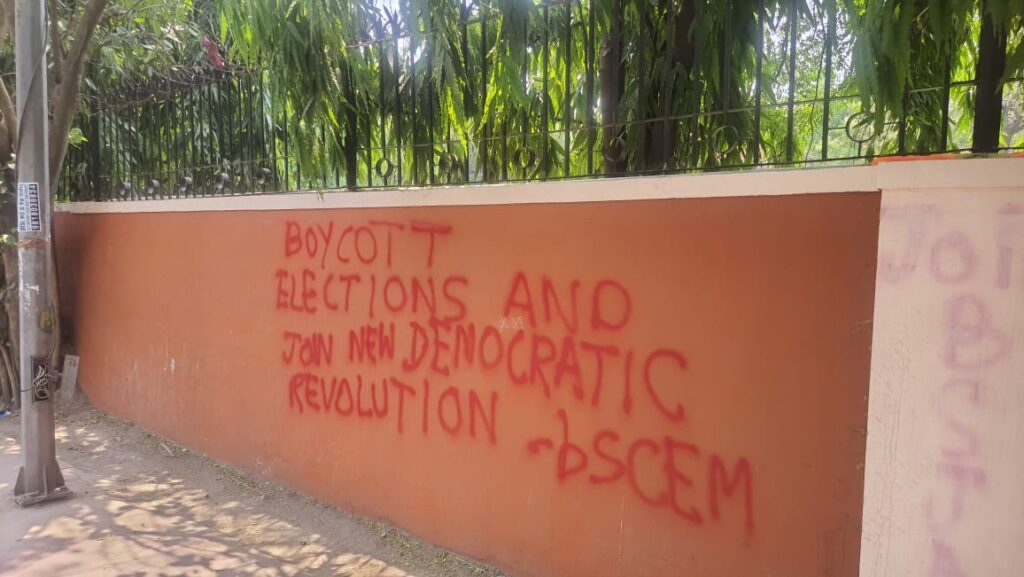 BOYCOTT
ELECTIONS AND
JOIN NEW DEMOCRATIC
REVOLUTION
-bSCEM